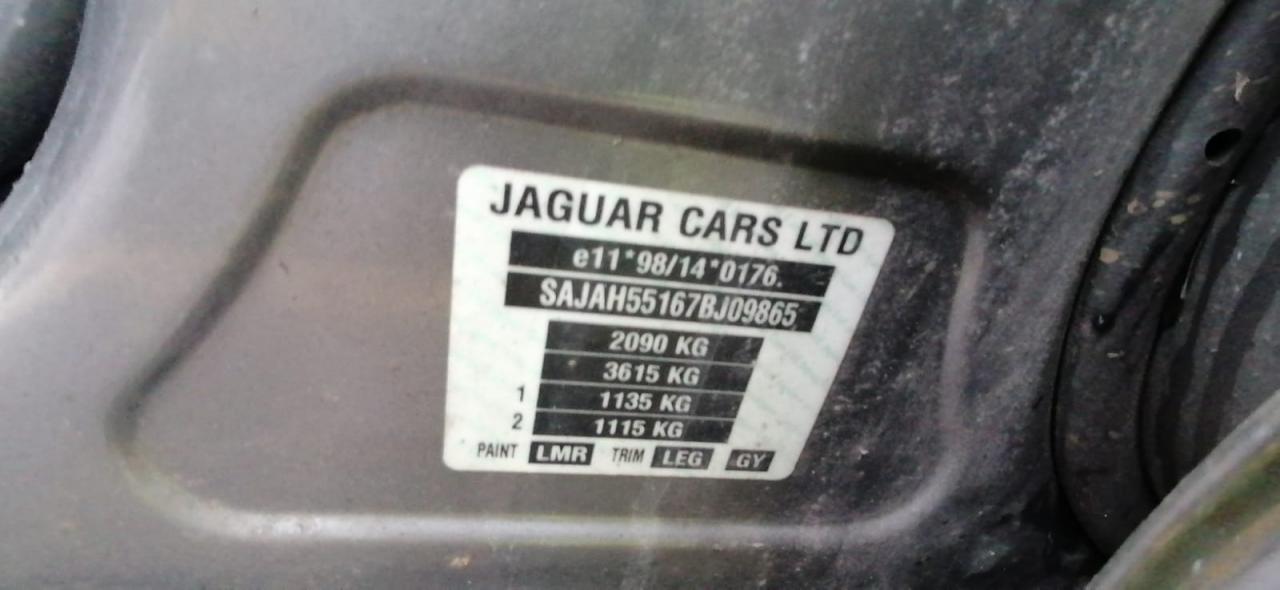 JAGUAR CARS LTD
e11*98/14*0176.
SAJAH55167BJ09865
2090 KG
3615 KG
1 1135 KG
2 1115 KG
PAINT LMR TRIM LEG GY